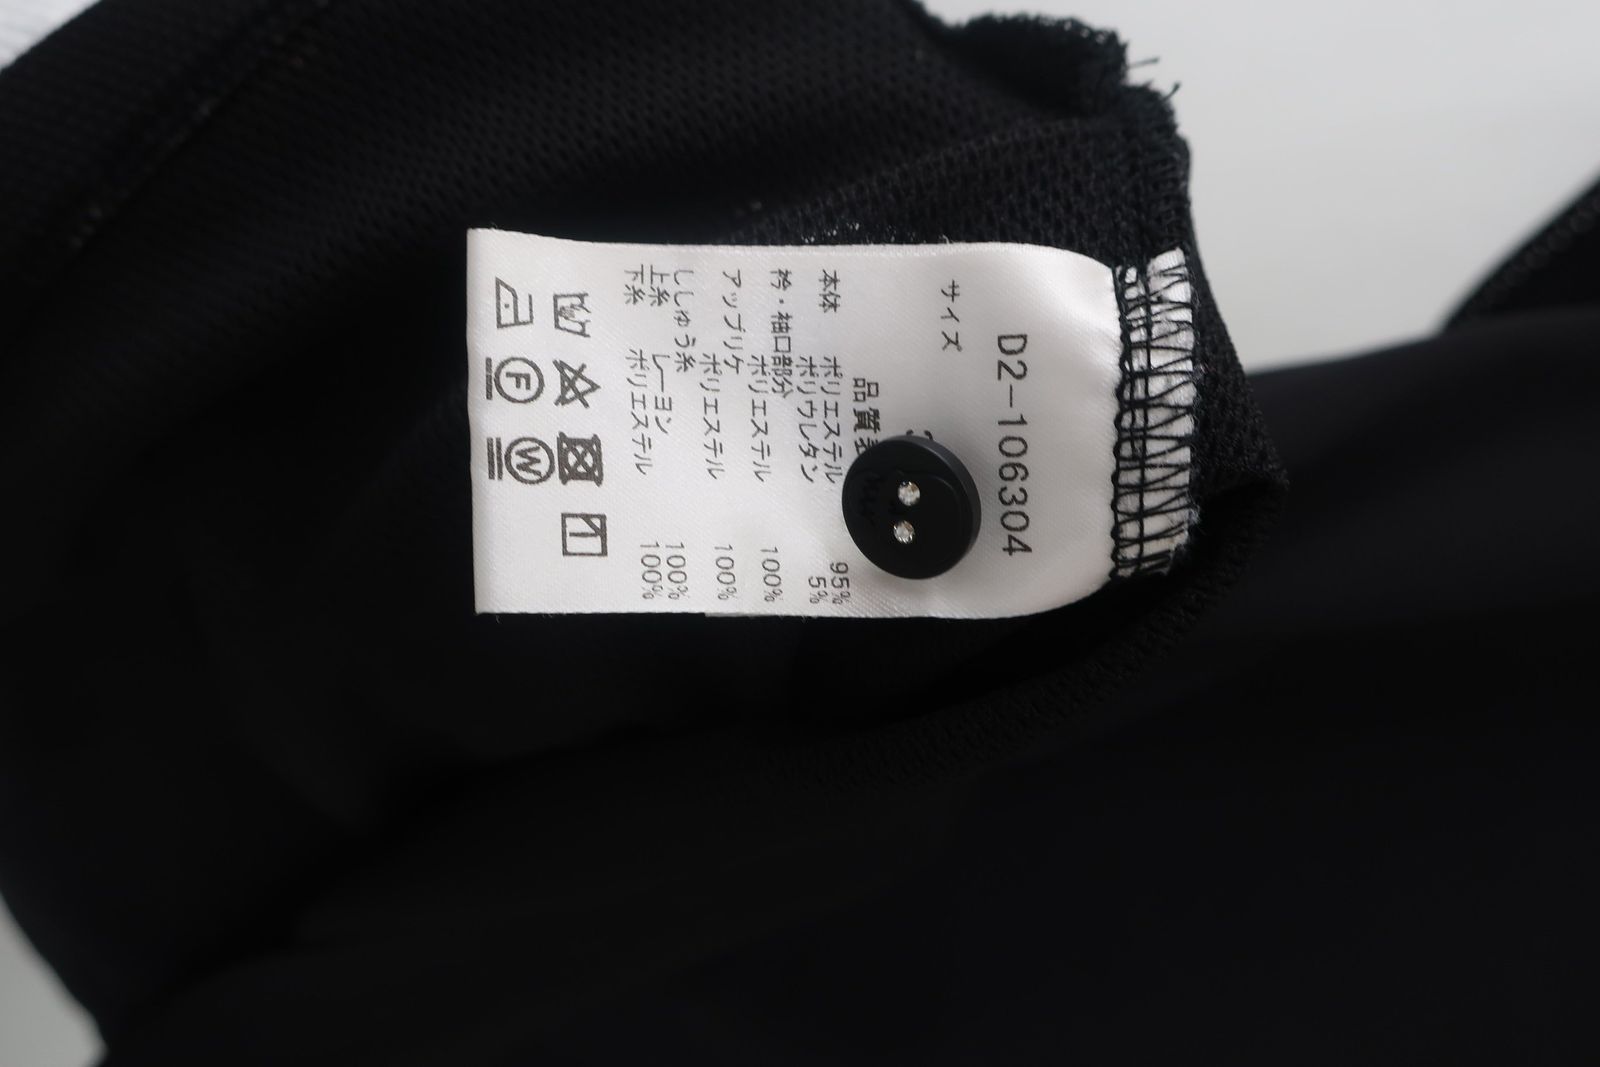 D2-106304
サイズ
品質表
本体 ポリエステル 95%
ポリウレタン 5%
衿・袖口部分
ポリエステル 100%
アップリケ
ポリエステル 100%
ししゅう糸
上糸 レーヨン 100%
下糸 ポリエステル 100%
F
W